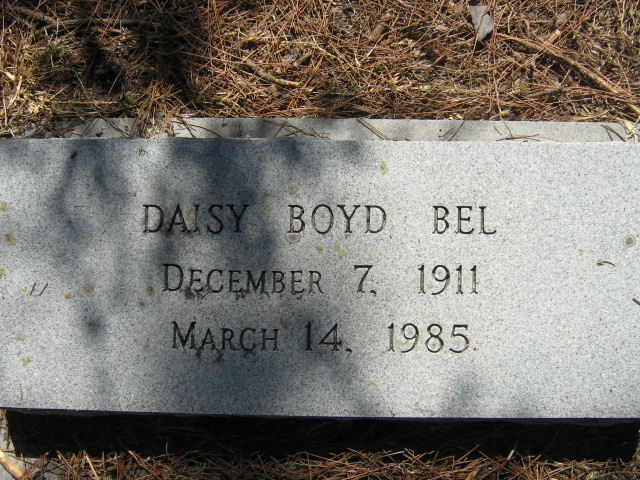 DAISY BOYD BEL
DECEMBER 7, 1911
MARCH 14, 1985